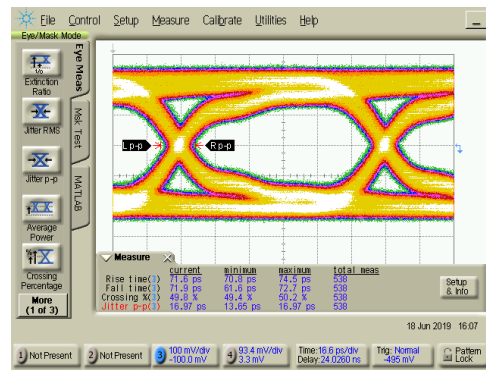 File Control Setup Measure Calibrate Utilities Help
Eye/Mask Mode
Extinction
Ratio
Jitter RMS
Jitter p-p
Average
Power
Crossing
Percentage
More
(1 of 3)
Eye Meas
Msk Test
MATLAB
L p-p
R p-p
Measure
current minimum maximum total meas
Rise time(3) 71.6 ps 70.8 ps 74.5 ps 538
Fall time(3) 71.9 ps 61.6 ps 72.7 ps 538
Crossing %(3) 49.8 % 49.4 % 50.2 % 538
Jitter p-p(3) 16.97 ps 13.65 ps 16.97 ps 538
Setup
& Info
18 Jun 2019 16:07
1 Not Present
2 Not Present
3 100 mV/div
-100.0 mV
4 93.4 mV/div
3.3 mV
Time:16.6 ps/div
Delay:24.0260 ns
Trig: Normal
-495 mV
Pattern
Lock